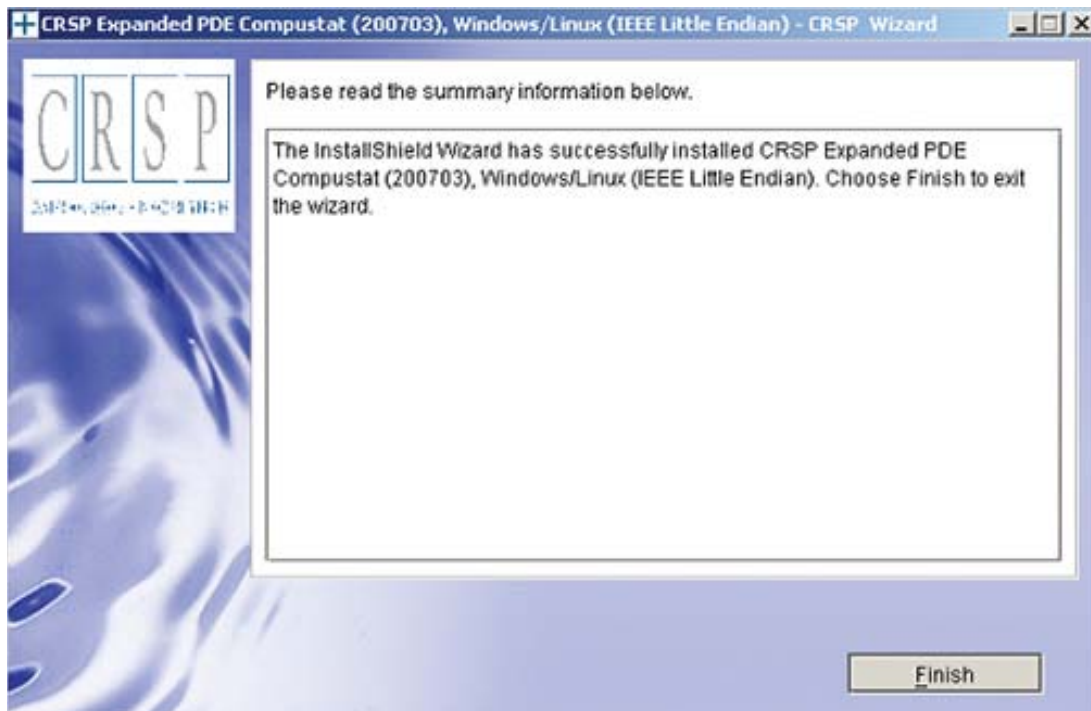 CRSP Expanded PDE Compustat (200703), Windows/Linux (IEEE Little Endian) - CRSP Wizard
CRSP
Please read the summary information below.
The InstallShield Wizard has successfully installed CRSP Expanded PDE
Compustat (200703), Windows/Linux (IEEE Little Endian). Choose Finish to exit
the wizard.
Finish